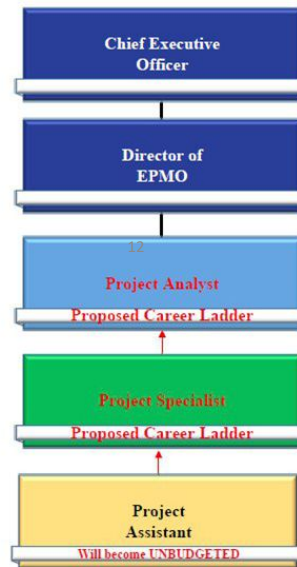 Chief Executive
Officer
Director of
EPMO
12
Project Analyst
Proposed Career Ladder
Project Specialist
Proposed Career Ladder
Project
Assistant
Will become UNBUDGETED